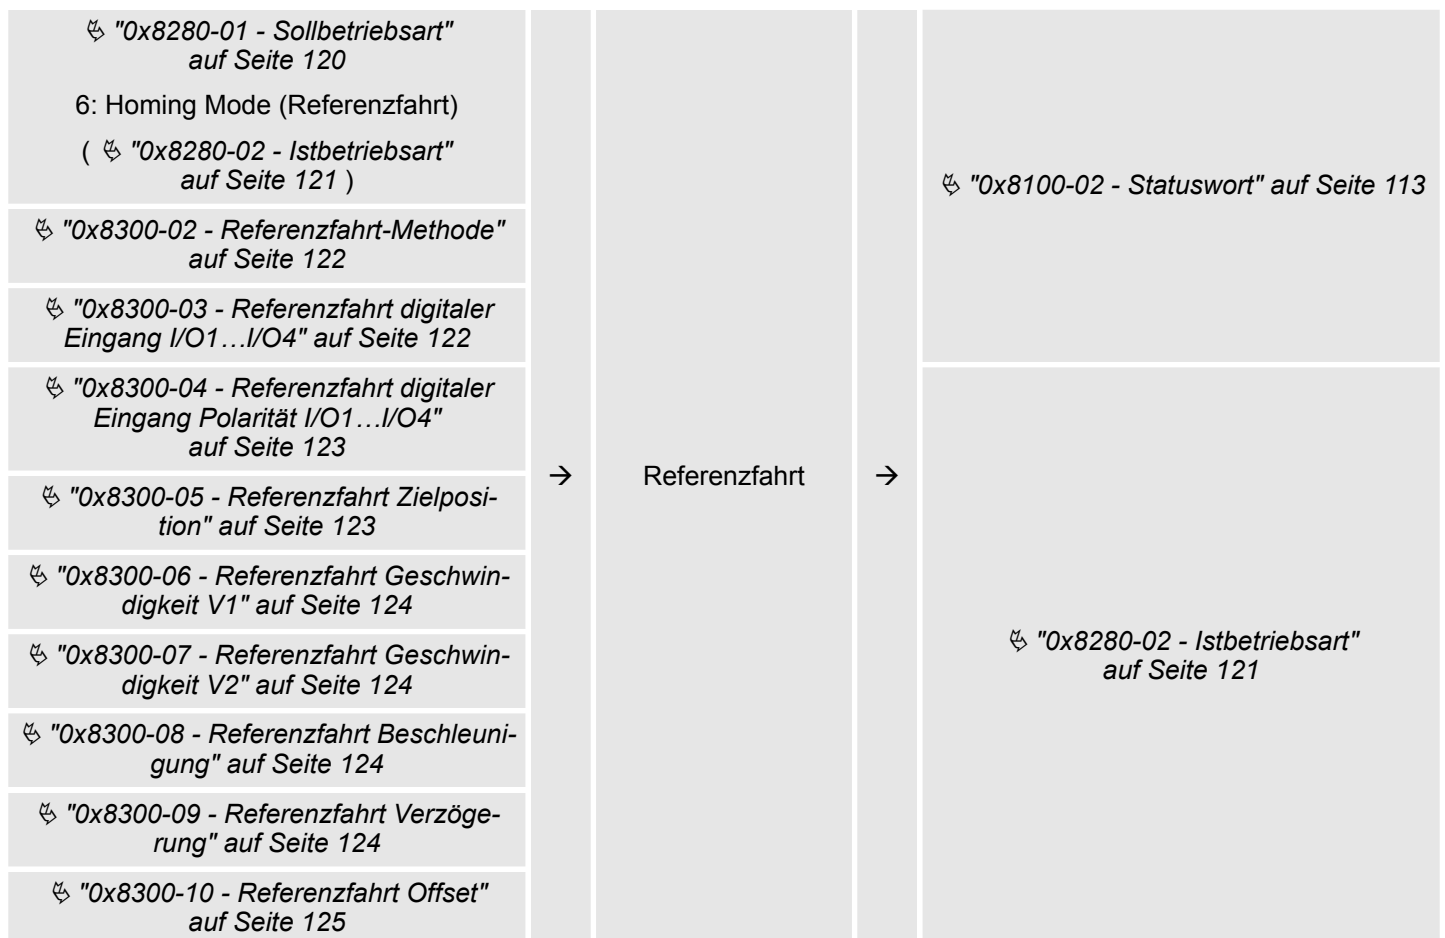 "0x8280-01 - Sollbetriebsart"
auf Seite 120
6: Homing Mode (Referenzfahrt)
( "0x8280-02 - Istbetriebsart"
auf Seite 121 )
"0x8300-02 - Referenzfahrt-Methode"
auf Seite 122
"0x8300-03 - Referenzfahrt digitaler
Eingang I/O1…I/O4" auf Seite 122
"0x8300-04 - Referenzfahrt digitaler
Eingang Polarität I/O1…I/O4"
auf Seite 123
"0x8300-05 - Referenzfahrt Zielposi-
tion" auf Seite 123
"0x8300-06 - Referenzfahrt Geschwin-
digkeit V1" auf Seite 124
"0x8300-07 - Referenzfahrt Geschwin-
digkeit V2" auf Seite 124
"0x8300-08 - Referenzfahrt Beschleuni-
gung" auf Seite 124
"0x8300-09 - Referenzfahrt Verzöge-
rung" auf Seite 124
"0x8300-10 - Referenzfahrt Offset"
auf Seite 125
→
Referenzfahrt
→
"0x8100-02 - Statuswort" auf Seite 113
"0x8280-02 - Istbetriebsart"
auf Seite 121